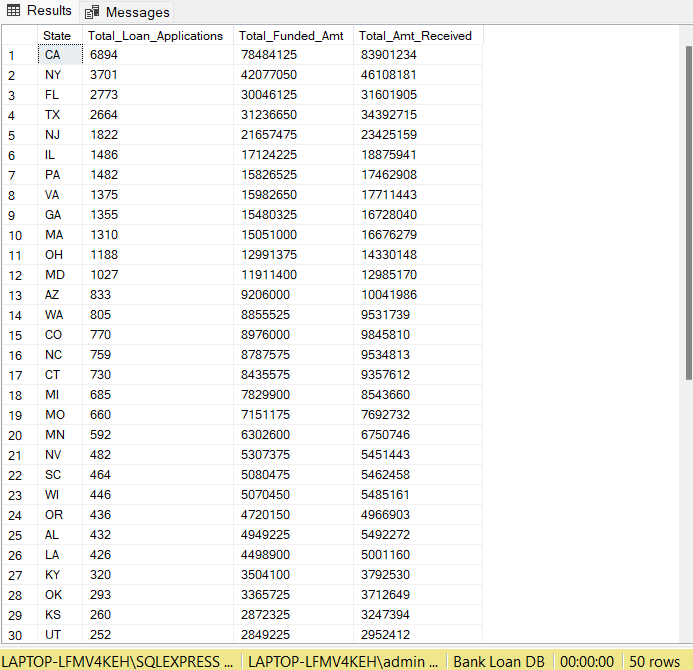 Results Messages
State Total_Loan_Applications Total_Funded_Amt Total_Amt_Received
1 CA 6894 78484125 83901234
2 NY 3701 42077050 46108181
3 FL 2773 30046125 31601905
4 TX 2664 31236650 34392715
5 NJ 1822 21657475 23425159
6 IL 1486 17124225 18875941
7 PA 1482 15826525 17462908
8 VA 1375 15982650 17711443
9 GA 1355 15480325 16728040
10 MA 1310 15051000 16676279
11 OH 1188 12991375 14330148
12 MD 1027 11911400 12985170
13 AZ 833 9206000 10041986
14 WA 805 8855525 9531739
15 CO 770 8976000 9845810
16 NC 759 8787575 9534813
17 CT 730 8435575 9357612
18 MI 685 7829900 8543660
19 MO 660 7151175 7692732
20 MN 592 6302600 6750746
21 NV 482 5307375 5451443
22 SC 464 5080475 5462458
23 WI 446 5070450 5485161
24 OR 436 4720150 4966903
25 AL 432 4949225 5492272
26 LA 426 4498900 5001160
27 KY 320 3504100 3792530
28 OK 293 3365725 3712649
29 KS 260 2872325 3247394
30 UT 252 2849225 2952412
LAPTOP-LFMV4KEH\SQLEXPRESS ... LAPTOP-LFMV4KEH\admin ... Bank Loan DB 00:00:00 50 rows